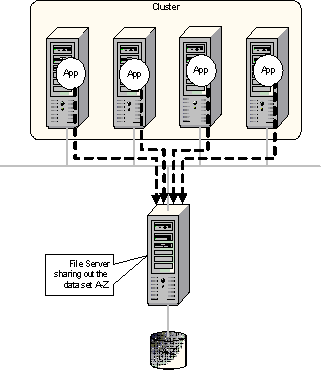 Cluster
App
App
App
App
File Server
sharing out the
data set A-Z